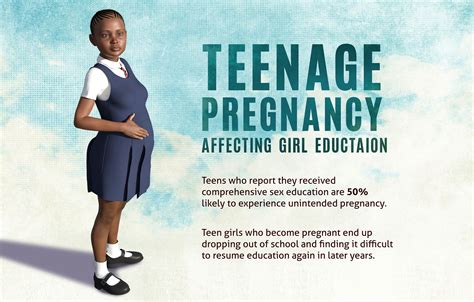 TEENAGE
PREGNANCY
AFFECTING GIRL EDUCTAION
Teens who report they received
comprehensive sex education are 50%
likely to experience unintended pregnancy.
Teen girls who become pregnant end up
dropping out of school and finding it difficult
to resume education again in later years.